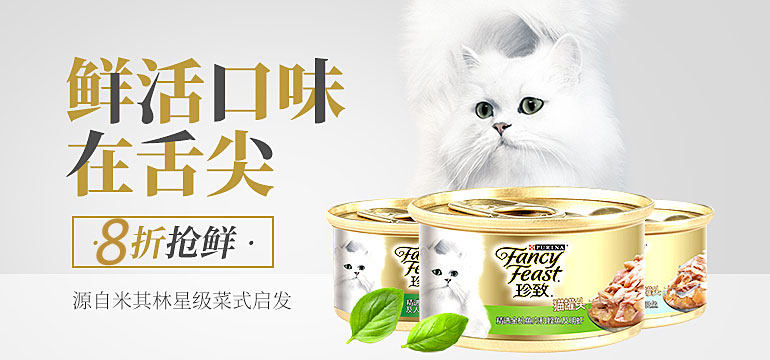 鲜活口味
在舌尖
·8折抢鲜·
源自米其林星级菜式启发
PURINA
Fancy
Feast
珍致
猫罐头